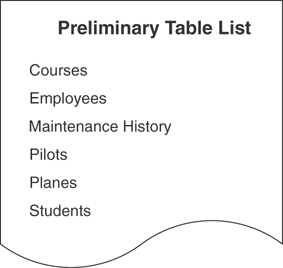 Preliminary Table List
Courses
Employees
Maintenance History
Pilots
Planes
Students